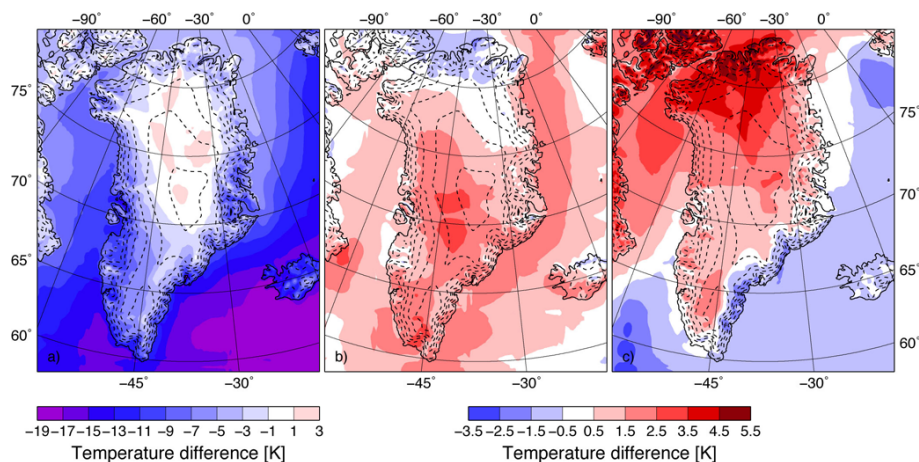 −90° −60° −45° −30° 0° −90° −60° −45° −30° 0° −90° −60° −45° −30° 0°
75° 75°
70° 70°
65° 65°
60° 60°
a) b) c)
−45° −30° −45° −30° −45° −30°
-19-17-15-13-11 -9 -7 -5 -3 -1 1 3 -3.5-2.5-1.5-0.5 0.5 1.5 2.5 3.5 4.5 5.5
Temperature difference [K] Temperature difference [K]